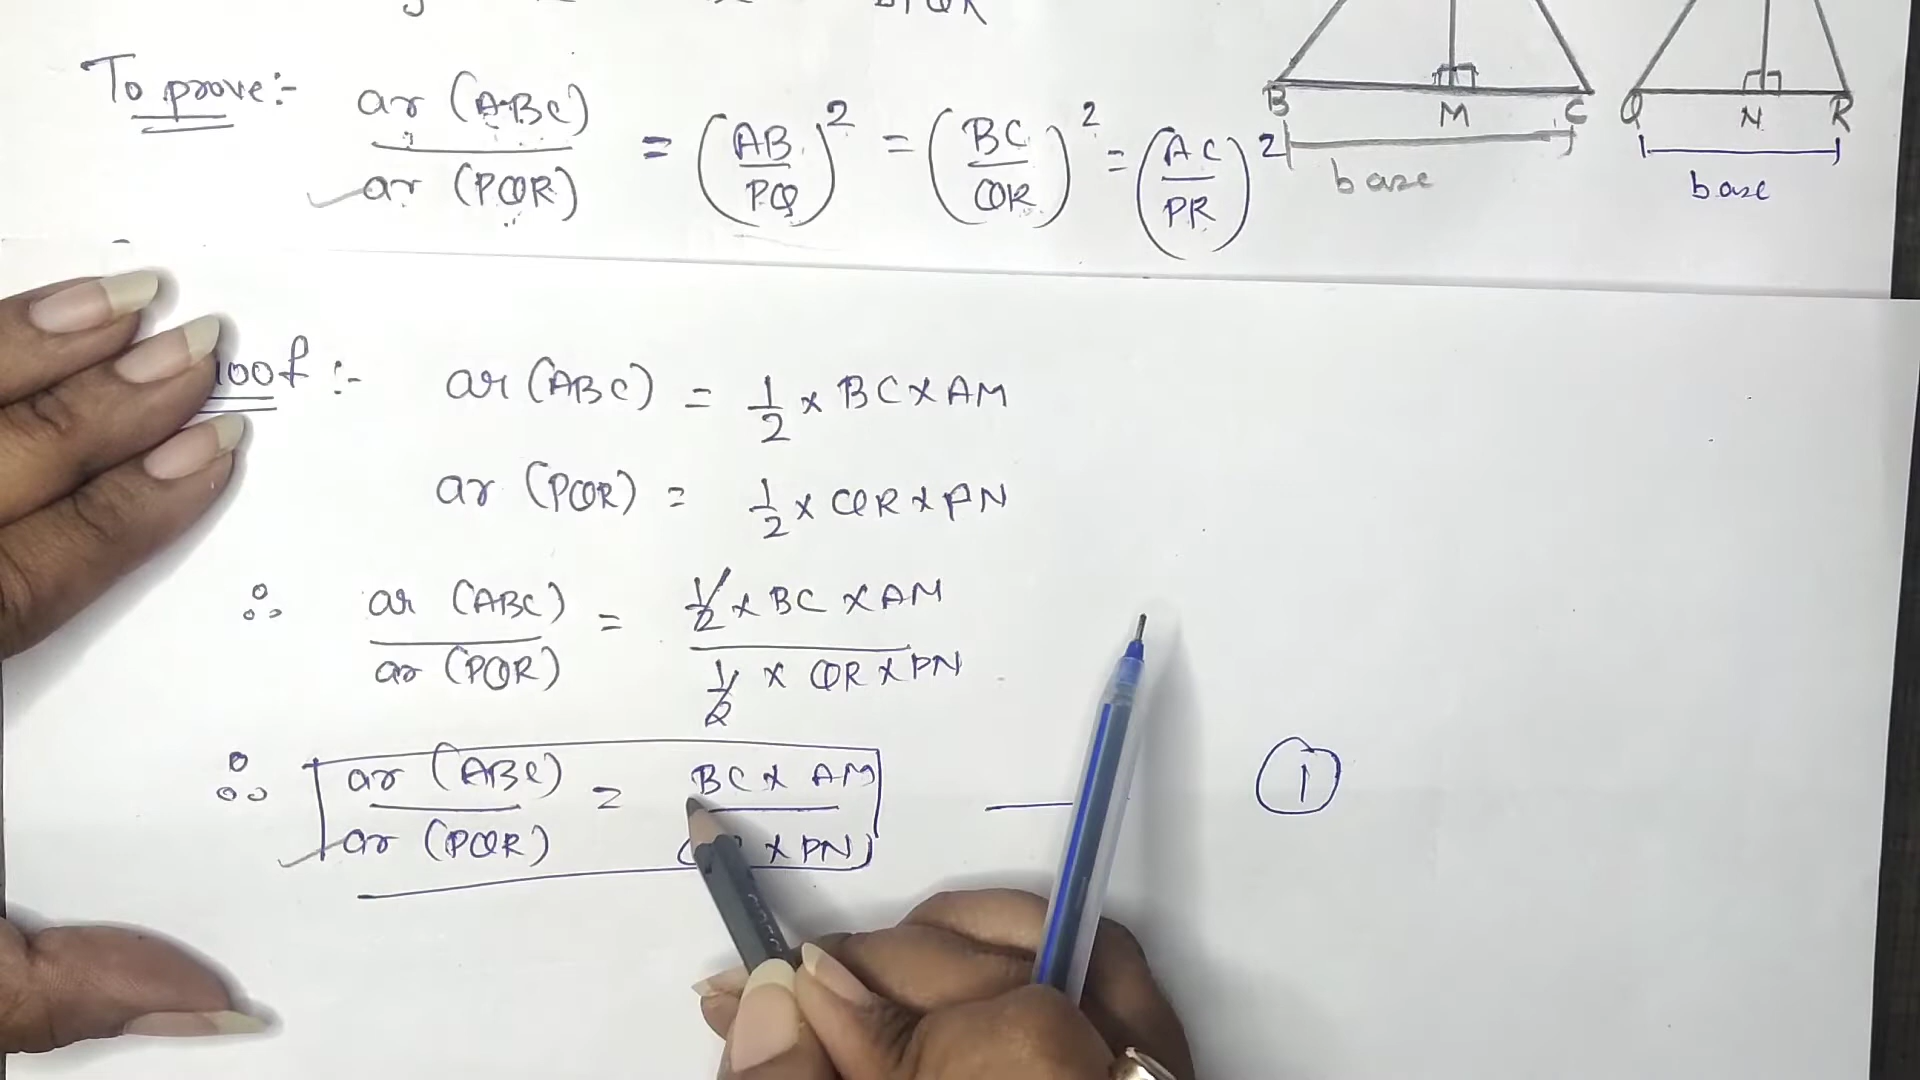 To prove:- ar (ABC) / ar (PQR) = (AB/PQ)² = (BC/QR)² = (AC/PR)²
B M C Q N R
base base
:- ar (ABC) = 1/2 × BC × AM
ar (PQR) = 1/2 × QR × PN
∴ ar (ABC) / ar (PQR) = 1/2 × BC × AM / 1/2 × QR × PN
∴ ar (ABC) / ar (PQR) = BC × AM / × PN — ①